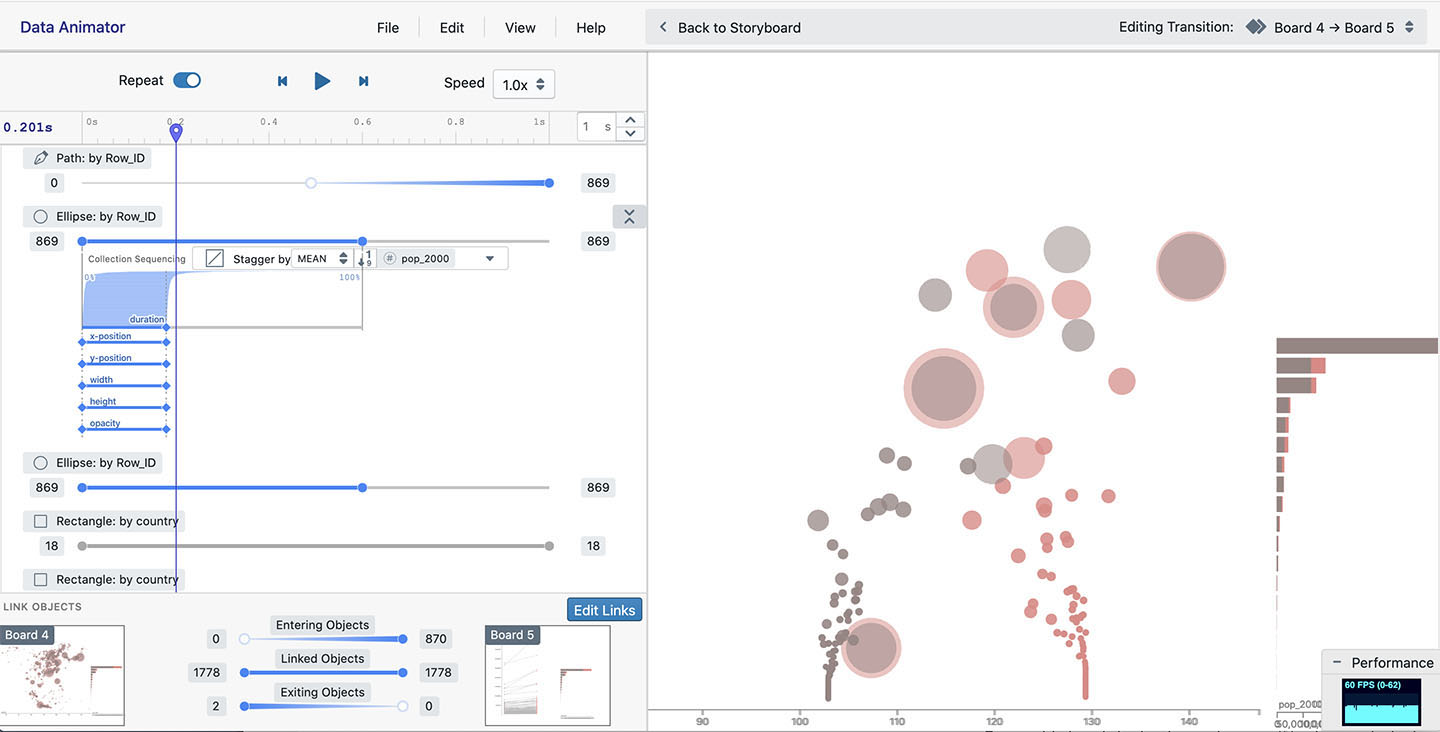 Data Animator
File Edit View Help
Back to Storyboard
Editing Transition: Board 4 → Board 5
Repeat
Speed 1.0x
0.201s
0s 0.2 0.4 0.6 0.8 1s
1 s
Path: by Row_ID
0 869
Ellipse: by Row_ID
869 869
Collection Sequencing
Stagger by MEAN
1
9
# pop_2000
0% 100%
duration
x-position
y-position
width
height
opacity
Ellipse: by Row_ID
869 869
Rectangle: by country
18 18
Rectangle: by country
LINK OBJECTS
Edit Links
Board 4
Entering Objects
0 870
Linked Objects
1778 1778
Exiting Objects
2 0
Board 5
90 100 110 120 130 140
pop_200
Performance
60 FPS (0-62)